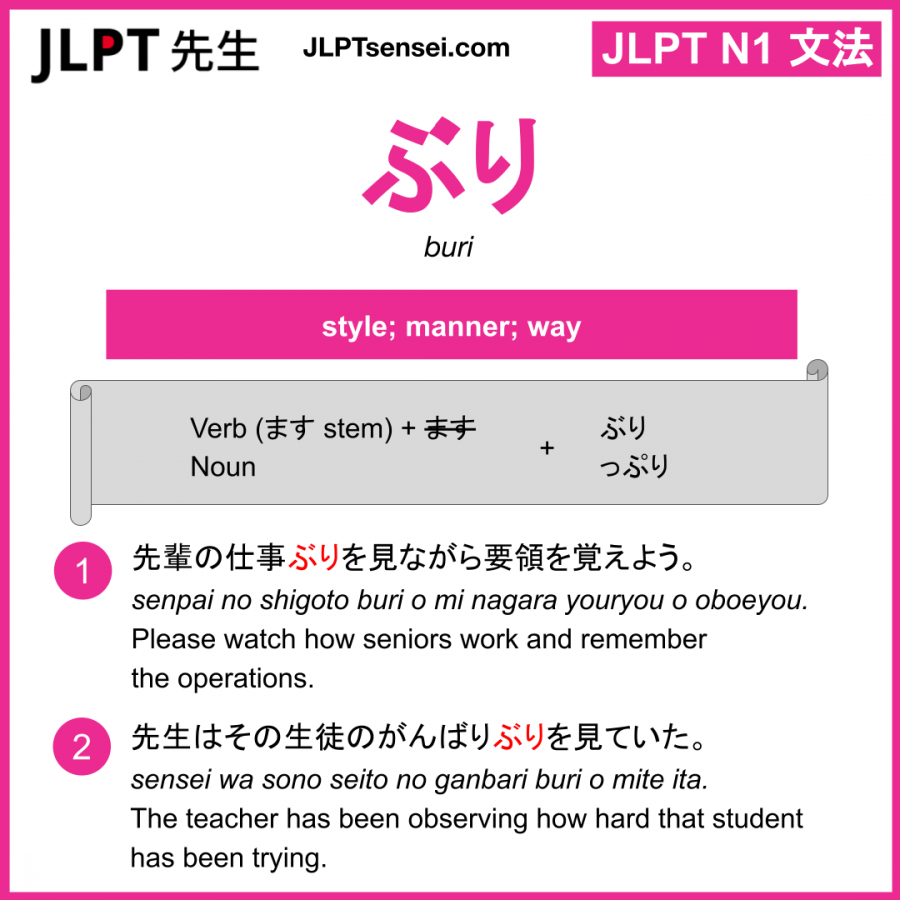 JLPT 先生
JLPTsensei.com
JLPT N1 文法
ぶり
buri
style; manner; way
Verb (ます stem) + ます
Noun
+
ぶり
っぷり
1
先輩の仕事ぶりを見ながら要領を覚えよう。
senpai no shigoto buri o mi nagara youryou o oboeyou.
Please watch how seniors work and remember
the operations.
2
先生はその生徒のがんばりぶりを見ていた。
sensei wa sono seito no ganbari buri o mite ita.
The teacher has been observing how hard that student
has been trying.